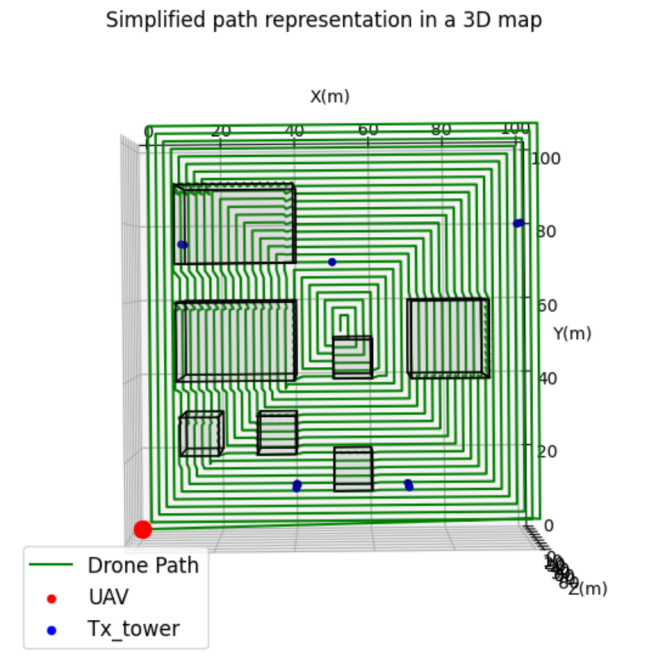 Simplified path representation in a 3D map
X(m)
0 20 40 60 80 100
100
80
60
Y(m)
40
20
0
Z(m)
Drone Path
UAV
Tx_tower